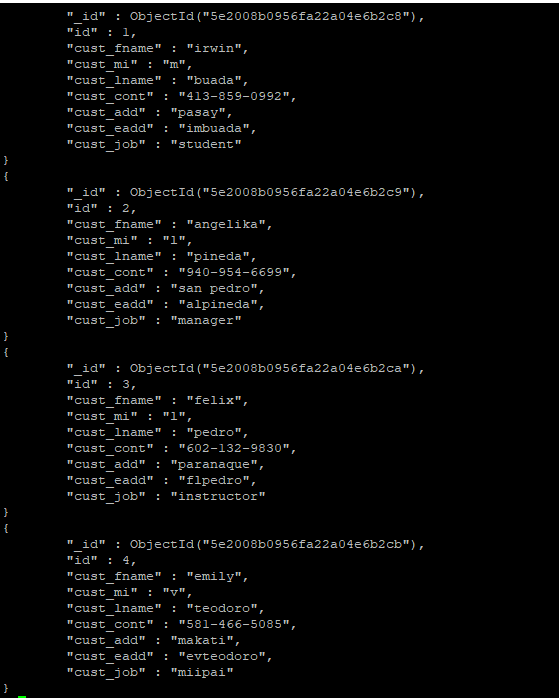 "_id" : ObjectId("5e2008b0956fa22a04e6b2c8"),
"id" : 1,
"cust_fname" : "irwin",
"cust_mi" : "m",
"cust_lname" : "buada",
"cust_cont" : "413-859-0992",
"cust_add" : "pasay",
"cust_eadd" : "imbuada",
"cust_job" : "student"
}
{
"_id" : ObjectId("5e2008b0956fa22a04e6b2c9"),
"id" : 2,
"cust_fname" : "angelika",
"cust_mi" : "l",
"cust_lname" : "pineda",
"cust_cont" : "940-954-6699",
"cust_add" : "san pedro",
"cust_eadd" : "alpineda",
"cust_job" : "manager"
}
{
"_id" : ObjectId("5e2008b0956fa22a04e6b2ca"),
"id" : 3,
"cust_fname" : "felix",
"cust_mi" : "l",
"cust_lname" : "pedro",
"cust_cont" : "602-132-9830",
"cust_add" : "paranaque",
"cust_eadd" : "flpedro",
"cust_job" : "instructor"
}
{
"_id" : ObjectId("5e2008b0956fa22a04e6b2cb"),
"id" : 4,
"cust_fname" : "emily",
"cust_mi" : "v",
"cust_lname" : "teodoro",
"cust_cont" : "581-466-5085",
"cust_add" : "makati",
"cust_eadd" : "evteodoro",
"cust_job" : "miipai"
}